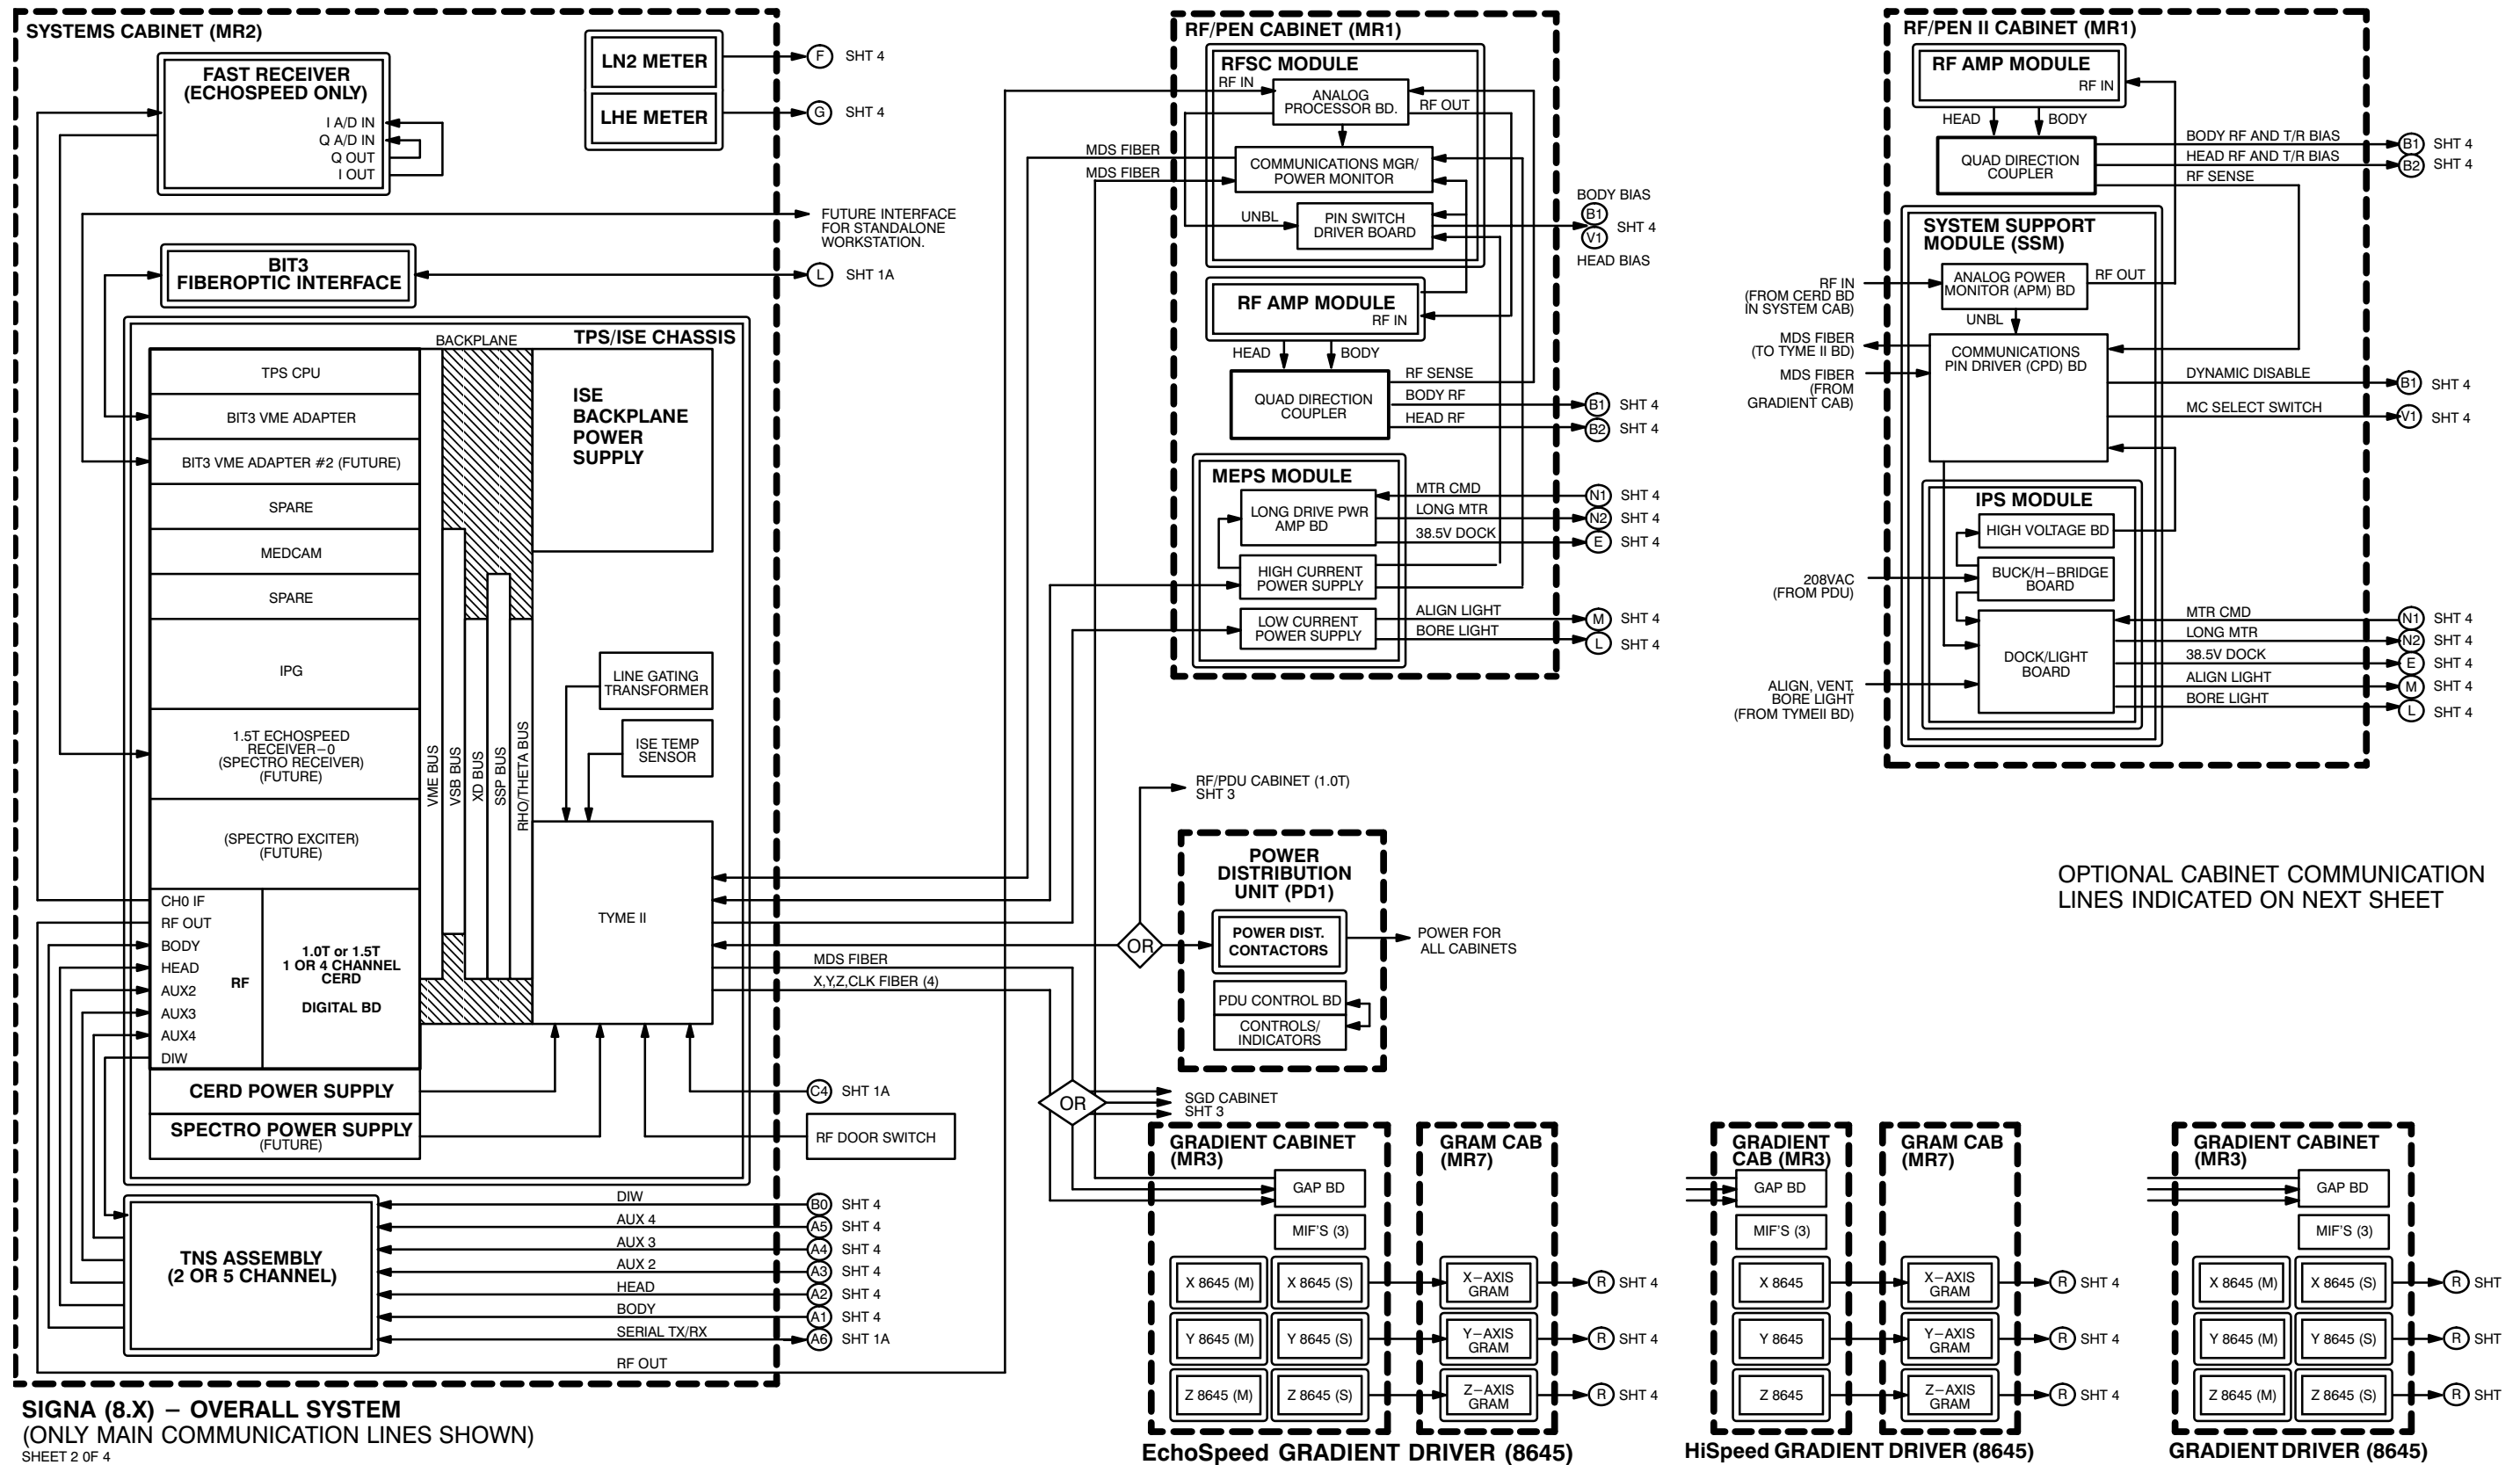 SYSTEMS CABINET (MR2)
FAST RECEIVER
(ECHOSPEED ONLY)
I A/D IN
Q A/D IN
Q OUT
I OUT
LN2 METER
LHE METER
F SHT 4
G SHT 4
FUTURE INTERFACE
FOR STANDALONE
WORKSTATION.
BIT3
FIBEROPTIC INTERFACE
L SHT 1A
TPS/ISE CHASSIS
BACKPLANE
TPS CPU
BIT3 VME ADAPTER
BIT3 VME ADAPTER #2 (FUTURE)
SPARE
MEDCAM
SPARE
IPG
1.5T ECHOSPEED
RECEIVER–0
(SPECTRO RECEIVER)
(FUTURE)
(SPECTRO EXCITER)
(FUTURE)
CH0 IF
RF OUT
BODY
HEAD
AUX2
AUX3
AUX4
DIW
RF
1.0T or 1.5T
1 OR 4 CHANNEL
CERD
DIGITAL BD
VME BUS
VSB BUS
XD BUS
SSP BUS
RHO/THETA BUS
ISE
BACKPLANE
POWER
SUPPLY
LINE GATING
TRANSFORMER
ISE TEMP
SENSOR
TYME II
CERD POWER SUPPLY
SPECTRO POWER SUPPLY
(FUTURE)
C4 SHT 1A
RF DOOR SWITCH
TNS ASSEMBLY
(2 OR 5 CHANNEL)
DIW B0 SHT 4
AUX 4 A5 SHT 4
AUX 3 A4 SHT 4
AUX 2 A3 SHT 4
HEAD A2 SHT 4
BODY A1 SHT 4
SERIAL TX/RX A6 SHT 1A
RF OUT
MDS FIBER
X,Y,Z,CLK FIBER (4)
SIGNA (8.X) – OVERALL SYSTEM
(ONLY MAIN COMMUNICATION LINES SHOWN)
SHEET 2 0F 4
RF/PEN CABINET (MR1)
RFSC MODULE
RF IN
ANALOG
PROCESSOR BD.
RF OUT
MDS FIBER
MDS FIBER
COMMUNICATIONS MGR/
POWER MONITOR
UNBL
PIN SWITCH
DRIVER BOARD
BODY BIAS
B1
SHT 4
V1
HEAD BIAS
RF AMP MODULE
RF IN
HEAD
BODY
QUAD DIRECTION
COUPLER
RF SENSE
BODY RF B1 SHT 4
HEAD RF B2 SHT 4
MEPS MODULE
LONG DRIVE PWR
AMP BD
MTR CMD N1 SHT 4
LONG MTR N2 SHT 4
38.5V DOCK E SHT 4
HIGH CURRENT
POWER SUPPLY
LOW CURRENT
POWER SUPPLY
ALIGN LIGHT M SHT 4
BORE LIGHT L SHT 4
RF/PDU CABINET (1.0T)
SHT 3
OR
POWER
DISTRIBUTION
UNIT (PD1)
POWER DIST.
CONTACTORS
POWER FOR
ALL CABINETS
PDU CONTROL BD
CONTROLS/
INDICATORS
OR
SGD CABINET
SHT 3
GRADIENT CABINET
(MR3)
GAP BD
MIF'S (3)
X 8645 (M)
X 8645 (S)
Y 8645 (M)
Y 8645 (S)
Z 8645 (M)
Z 8645 (S)
GRAM CAB
(MR7)
X–AXIS
GRAM
R SHT 4
Y–AXIS
GRAM
R SHT 4
Z–AXIS
GRAM
R SHT 4
EchoSpeed GRADIENT DRIVER (8645)
RF/PEN II CABINET (MR1)
RF AMP MODULE
RF IN
HEAD
BODY
QUAD DIRECTION
COUPLER
BODY RF AND T/R BIAS B1 SHT 4
HEAD RF AND T/R BIAS B2 SHT 4
RF SENSE
SYSTEM SUPPORT
MODULE (SSM)
RF IN
(FROM CERD BD
IN SYSTEM CAB)
ANALOG POWER
MONITOR (APM) BD
RF OUT
UNBL
MDS FIBER
(TO TYME II BD)
MDS FIBER
(FROM
GRADIENT CAB)
COMMUNICATIONS
PIN DRIVER (CPD) BD
DYNAMIC DISABLE B1 SHT 4
MC SELECT SWITCH V1 SHT 4
IPS MODULE
HIGH VOLTAGE BD
BUCK/H–BRIDGE
BOARD
208VAC
(FROM PDU)
DOCK/LIGHT
BOARD
ALIGN, VENT,
BORE LIGHT
(FROM TYMEII BD)
MTR CMD N1 SHT 4
LONG MTR N2 SHT 4
38.5V DOCK E SHT 4
ALIGN LIGHT M SHT 4
BORE LIGHT L SHT 4
OPTIONAL CABINET COMMUNICATION
LINES INDICATED ON NEXT SHEET
GRADIENT
CAB (MR3)
GAP BD
MIF'S (3)
X 8645
Y 8645
Z 8645
GRAM CAB
(MR7)
X–AXIS
GRAM
R SHT 4
Y–AXIS
GRAM
R SHT 4
Z–AXIS
GRAM
R SHT 4
HiSpeed GRADIENT DRIVER (8645)
GRADIENT CABINET
(MR3)
GAP BD
MIF'S (3)
X 8645 (M)
X 8645 (S)
R SHT
Y 8645 (M)
Y 8645 (S)
R SHT
Z 8645 (M)
Z 8645 (S)
R SHT
GRADIENT DRIVER (8645)